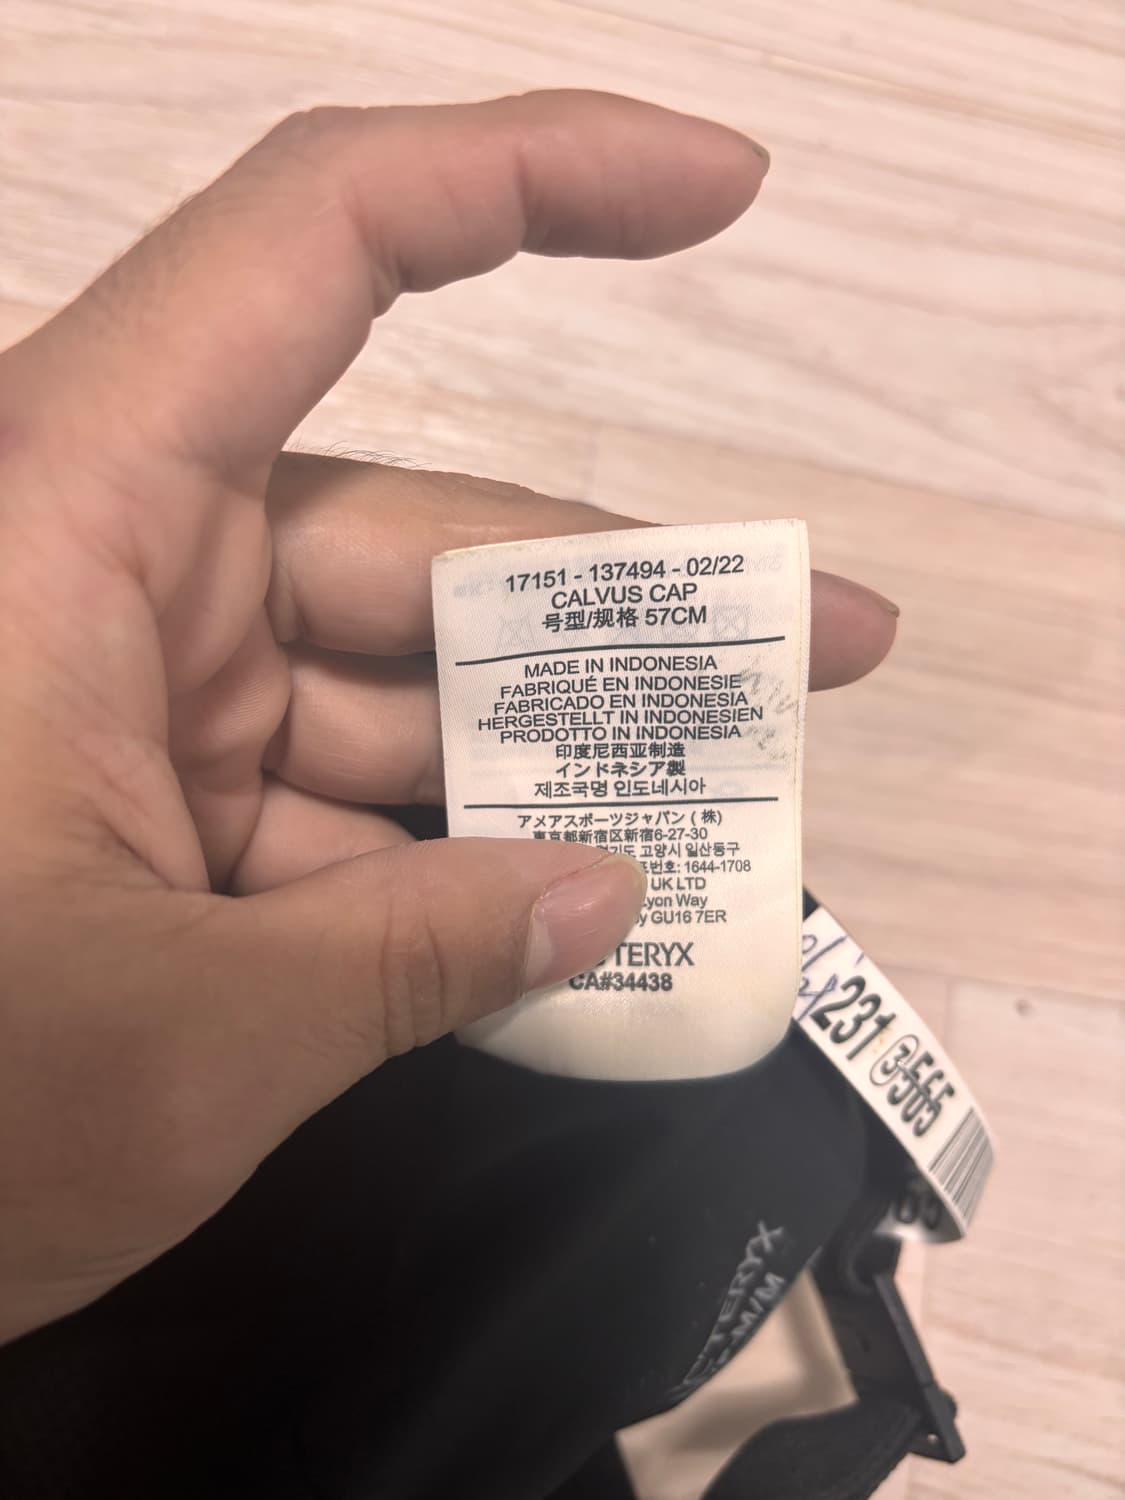 17151 - 137494 - 02/22
CALVUS CAP
号型/规格 57CM
MADE IN INDONESIA
FABRIQUÉ EN INDONESIE
FABRICADO EN INDONESIA
HERGESTELLT IN INDONESIEN
PRODOTTO IN INDONESIA
印度尼西亚制造
インドネシア製
제조국명 인도네시아
アメアスポーツジャパン (株)
東京都新宿区新宿6-27-30
고양시 일산동구
1644-1708
UK LTD
Way
GU16 7ER
TERYX
CA#34438
231
3-565
TERYX
M/M